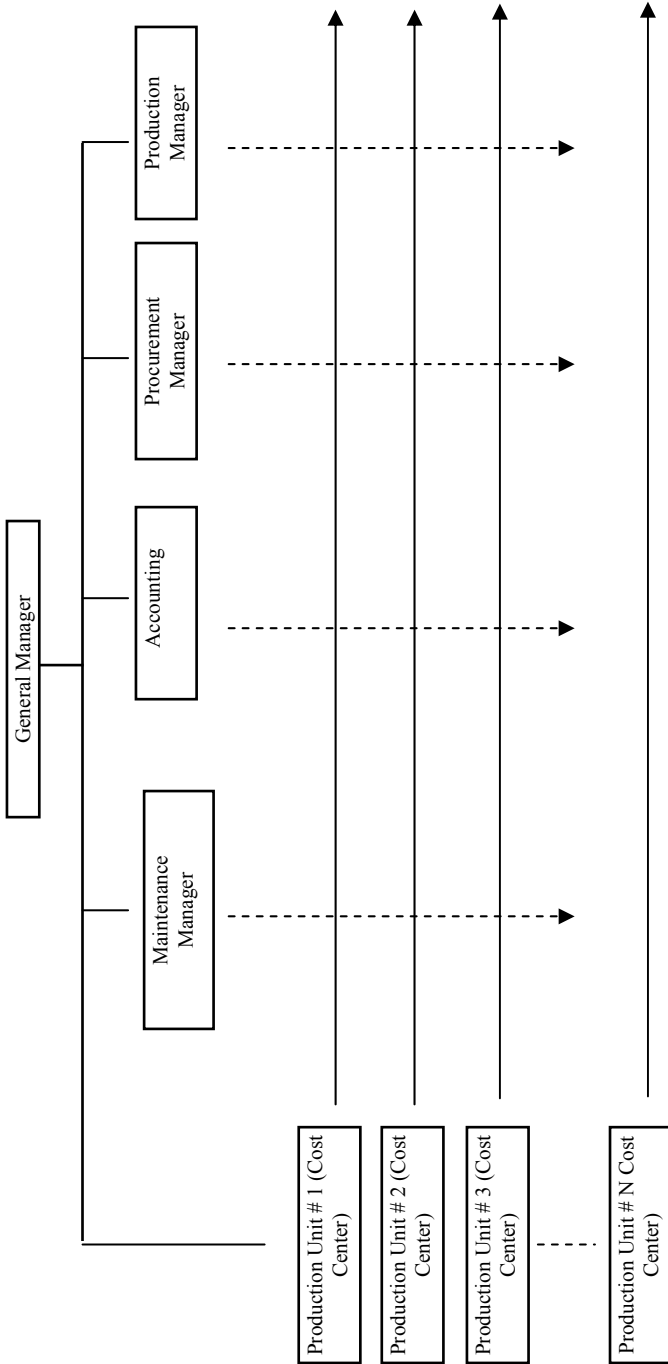 General Manager
Maintenance
Manager
Accounting
Procurement
Manager
Production
Manager
Production Unit # 1 (Cost
Center)
Production Unit # 2 (Cost
Center)
Production Unit # 3 (Cost
Center)
Production Unit # N Cost
Center)